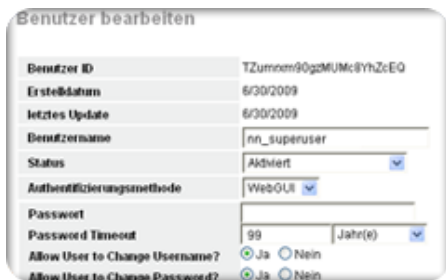 Benutzer bearbeiten
Benutzer ID
Erstelldatum 6/30/2009
letztes Update 6/30/2009
Benutzername nn_superuser
Status Aktiviert
Authentifizierungsmethode WebGUI
Passwort
Password Timeout 99 Jahr(e)
Allow User to Change Username? Ja Nein
Allow User to Change Password? Ja Nein